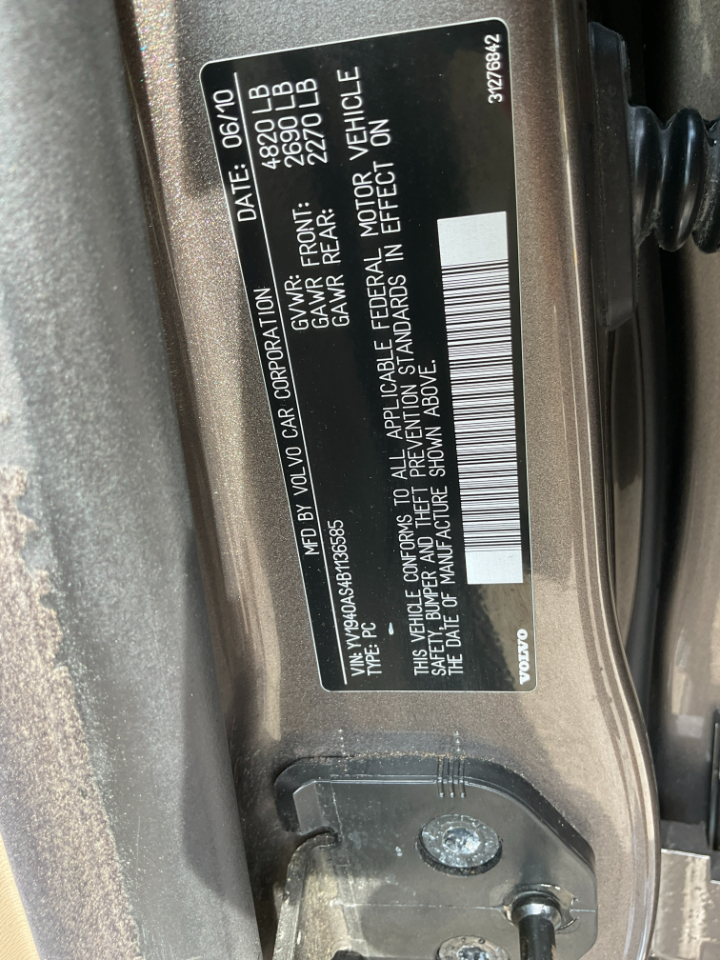 MFD BY VOLVO CAR CORPORATION DATE: 06/10
GVWR: 4820 LB
GAWR FRONT: 2690 LB
GAWR REAR: 2270 LB
VIN: YV1940AS4B1136585
TYPE: PC
THIS VEHICLE CONFORMS TO ALL APPLICABLE FEDERAL MOTOR VEHICLE
SAFETY, BUMPER AND THEFT PREVENTION STANDARDS IN EFFECT ON
THE DATE OF MANUFACTURE SHOWN ABOVE.
VOLVO 31276842